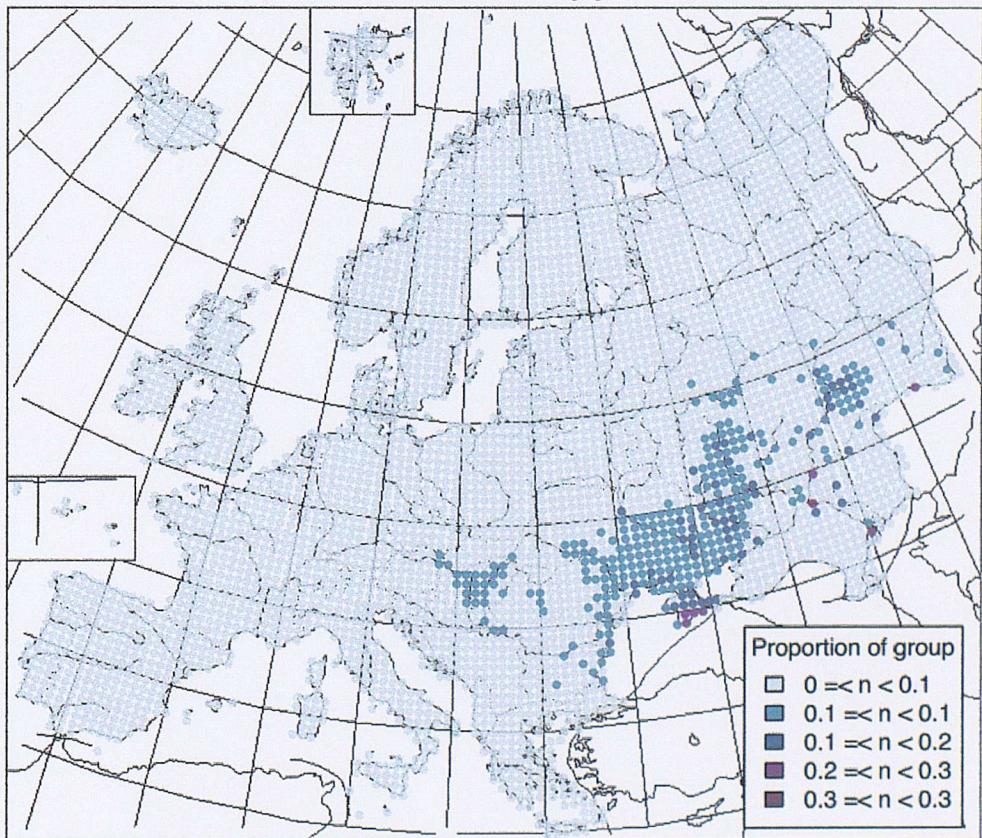 Proportion of group
0 =< n < 0.1
0.1 =< n < 0.1
0.1 =< n < 0.2
0.2 =< n < 0.3
0.3 =< n < 0.3